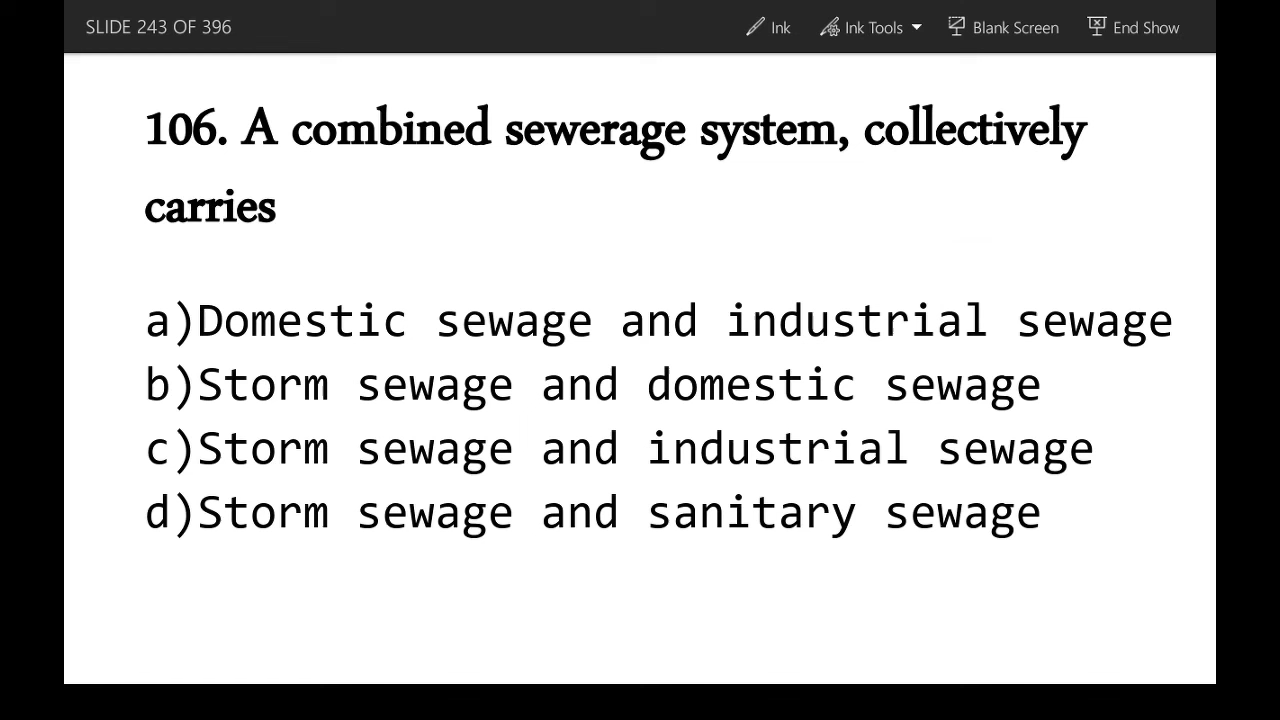 SLIDE 243 OF 396
Ink Ink Tools Blank Screen End Show
106. A combined sewerage system, collectively
carries
a)Domestic sewage and industrial sewage
b)Storm sewage and domestic sewage
c)Storm sewage and industrial sewage
d)Storm sewage and sanitary sewage